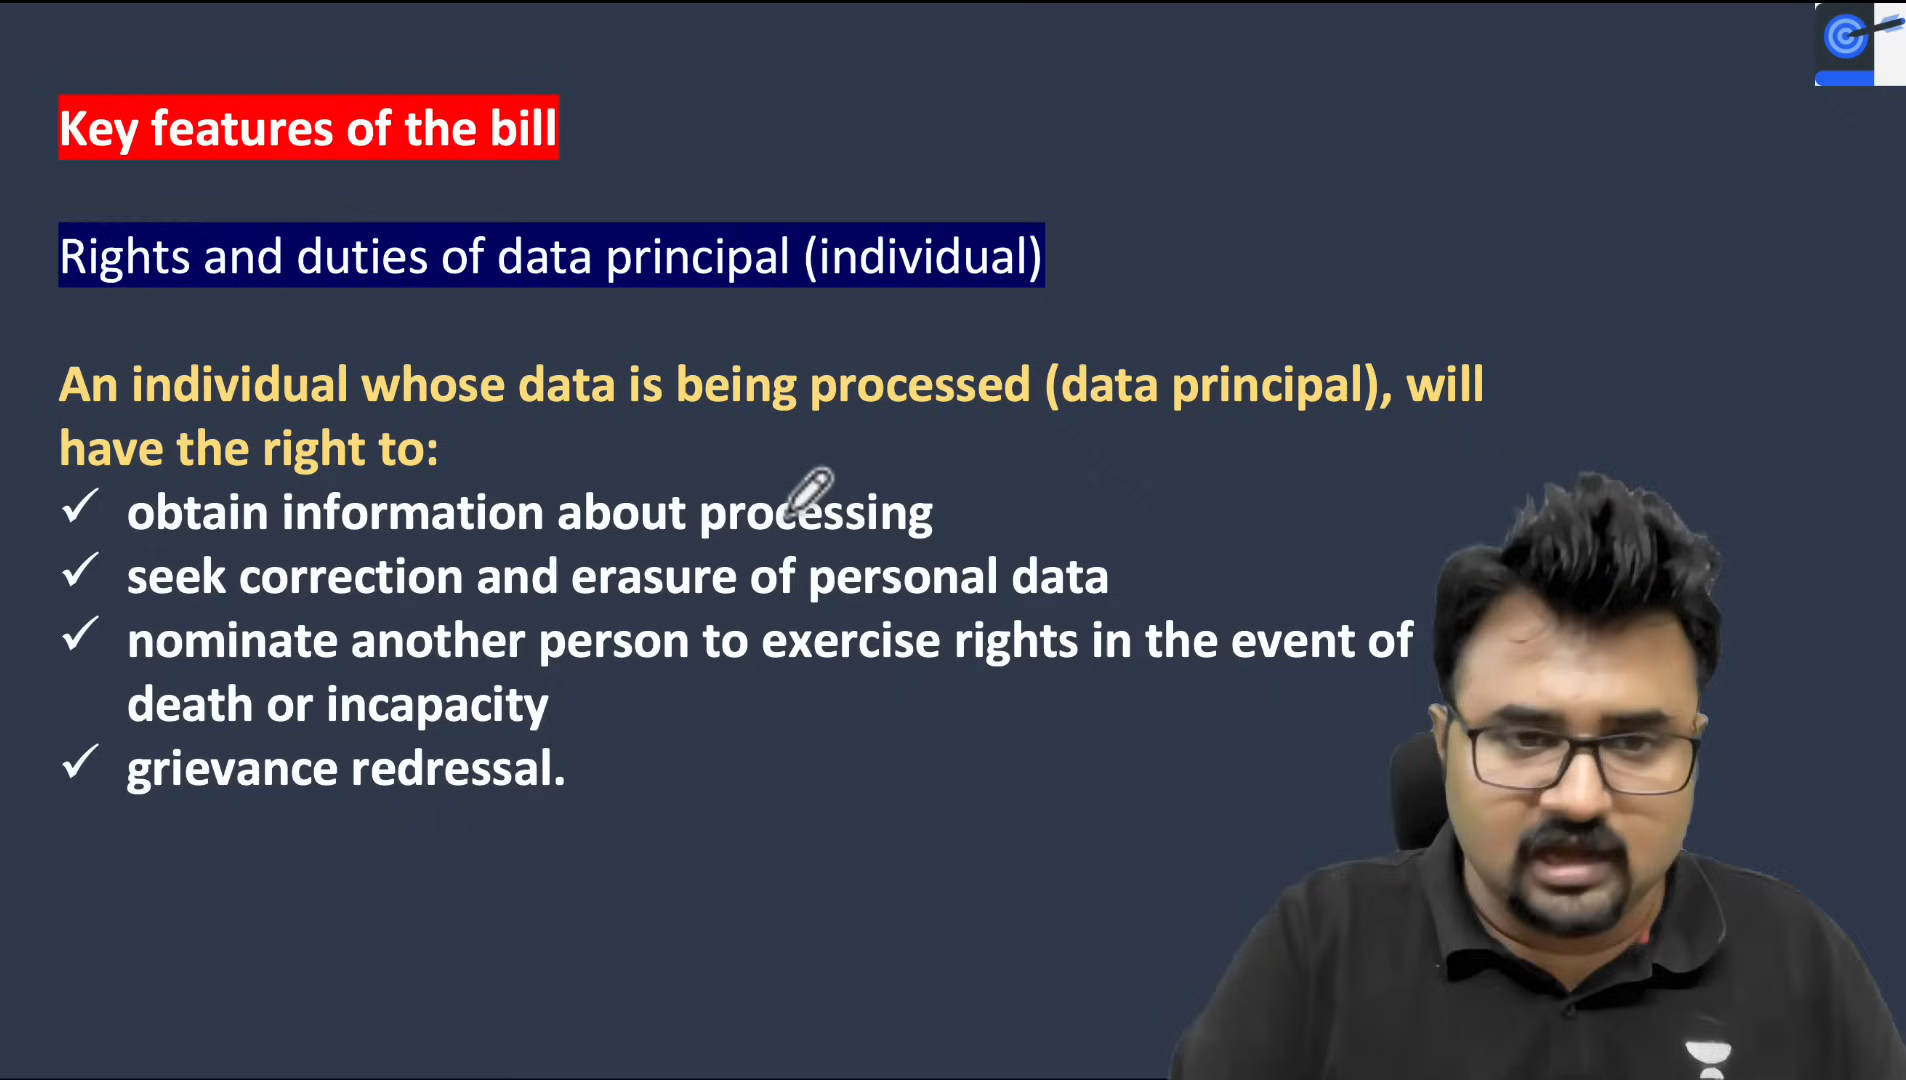 Key features of the bill
Rights and duties of data principal (individual)
An individual whose data is being processed (data principal), will
have the right to:
✓ obtain information about processing
✓ seek correction and erasure of personal data
✓ nominate another person to exercise rights in the event of
death or incapacity
✓ grievance redressal.